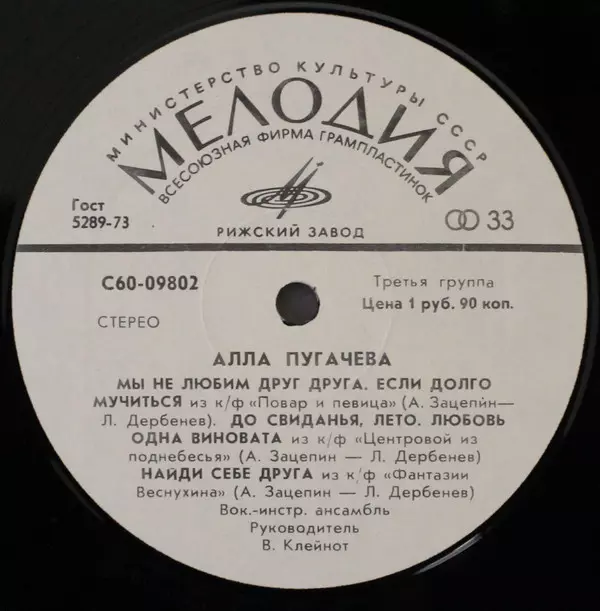 МИНИСТЕРСТВО КУЛЬТУРЫ СССР
МЕЛОДИЯ
ВСЕСОЮЗНАЯ ФИРМА ГРАМПЛАСТИНОК
Гост
5289-73
33
РИЖСКИЙ ЗАВОД
С60-09802
Третья группа
Цена 1 руб. 90 коп.
СТЕРЕО
АЛЛА ПУГАЧЕВА
МЫ НЕ ЛЮБИМ ДРУГ ДРУГА. ЕСЛИ ДОЛГО
МУЧИТЬСЯ из к/ф «Повар и певица» (А. Зацепин—
Л. Дербенев). ДО СВИДАНЬЯ, ЛЕТО. ЛЮБОВЬ
ОДНА ВИНОВАТА из к/ф «Центровой из
поднебесья» (А. Зацепин — Л. Дербенев)
НАЙДИ СЕБЕ ДРУГА из к/ф «Фантазии
Веснухина» (А. Зацепин — Л. Дербенев)
Вок.-инстр. ансамбль
Руководитель
В. Клейнот